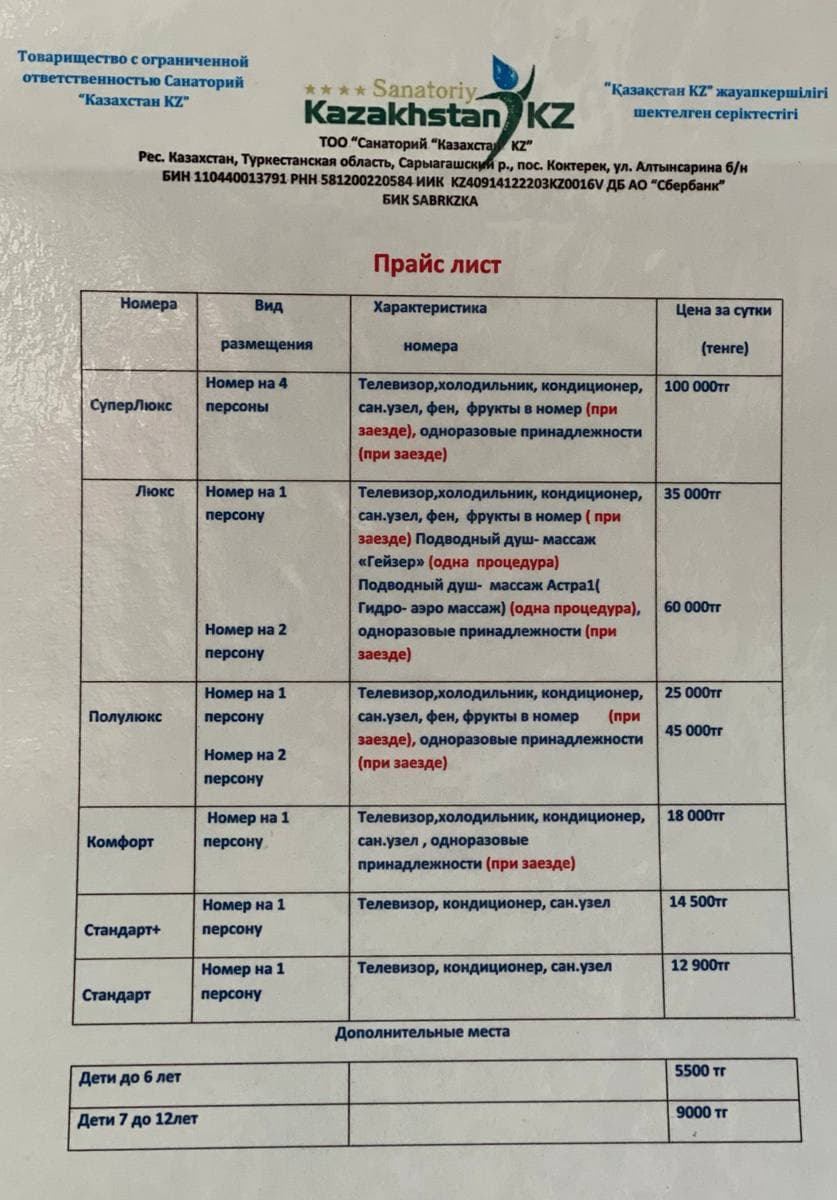 Товарищество с ограниченной
ответственностью Санаторий
“Казахстан KZ”
★★★★ Sanatoriy
Kazakhstan KZ
“Қазақстан KZ” жауапкершілігі
шектелген серіктестігі
ТОО “Санаторий “Казахстан KZ”
Рес. Казахстан, Туркестанская область, Сарыагашский р., пос. Коктерек, ул. Алтынсарина б/н
БИН 110440013791 РНН 581200220584 ИИК KZ40914122203KZ0016V ДБ АО “Сбербанк”
БИК SABRKZKA
Прайс лист
Номера
Вид
размещения
Характеристика
номера
Цена за сутки
(тенге)
СуперЛюкс
Номер на 4
персоны
Телевизор,холодильник, кондиционер,
сан.узел, фен, фрукты в номер (при
заезде), одноразовые принадлежности
(при заезде)
100 000тг
Люкс
Номер на 1
персону
Номер на 2
персону
Телевизор,холодильник, кондиционер,
сан.узел, фен, фрукты в номер ( при
заезде) Подводный душ- массаж
«Гейзер» (одна процедура)
Подводный душ- массаж Астра1(
Гидро- аэро массаж) (одна процедура),
одноразовые принадлежности (при
заезде)
35 000тг
60 000тг
Полулюкс
Номер на 1
персону
Номер на 2
персону
Телевизор,холодильник, кондиционер,
сан.узел, фен, фрукты в номер (при
заезде), одноразовые принадлежности
(при заезде)
25 000тг
45 000тг
Комфорт
Номер на 1
персону
Телевизор,холодильник, кондиционер,
сан.узел , одноразовые
принадлежности (при заезде)
18 000тг
Стандарт+
Номер на 1
персону
Телевизор, кондиционер, сан.узел
14 500тг
Стандарт
Номер на 1
персону
Телевизор, кондиционер, сан.узел
12 900тг
Дополнительные места
Дети до 6 лет
5500 тг
Дети 7 до 12лет
9000 тг